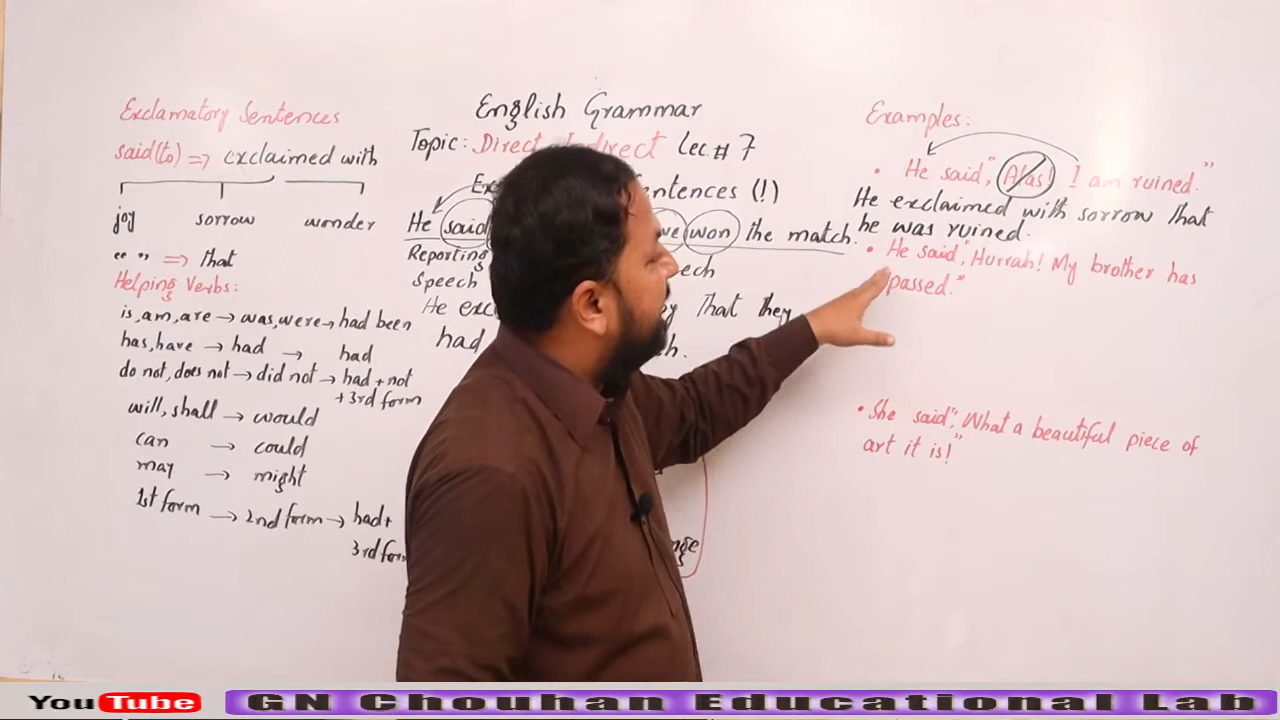 Exclamatory Sentences
said(to) => exclaimed with
joy sorrow wonder
“ ” => that
Helping Verbs:
is, am, are → was, were → had been
has, have → had → had
do not, does not → did not → had + not
+ 3rd form
will, shall → would
can → could
may → might
1st form → 2nd form → had +
3rd form
English Grammar
Topic: Direct Indirect Lec # 7
Sentences (!)
He said won the match.
Reporting
Speech
That they
had
Examples:
• He said, "Alas! I am ruined."
He exclaimed with sorrow that
he was ruined.
• He said, "Hurrah! My brother has
passed."
• She said, "What a beautiful piece of
art it is!"
YouTube GN Chouhan Educational Lab